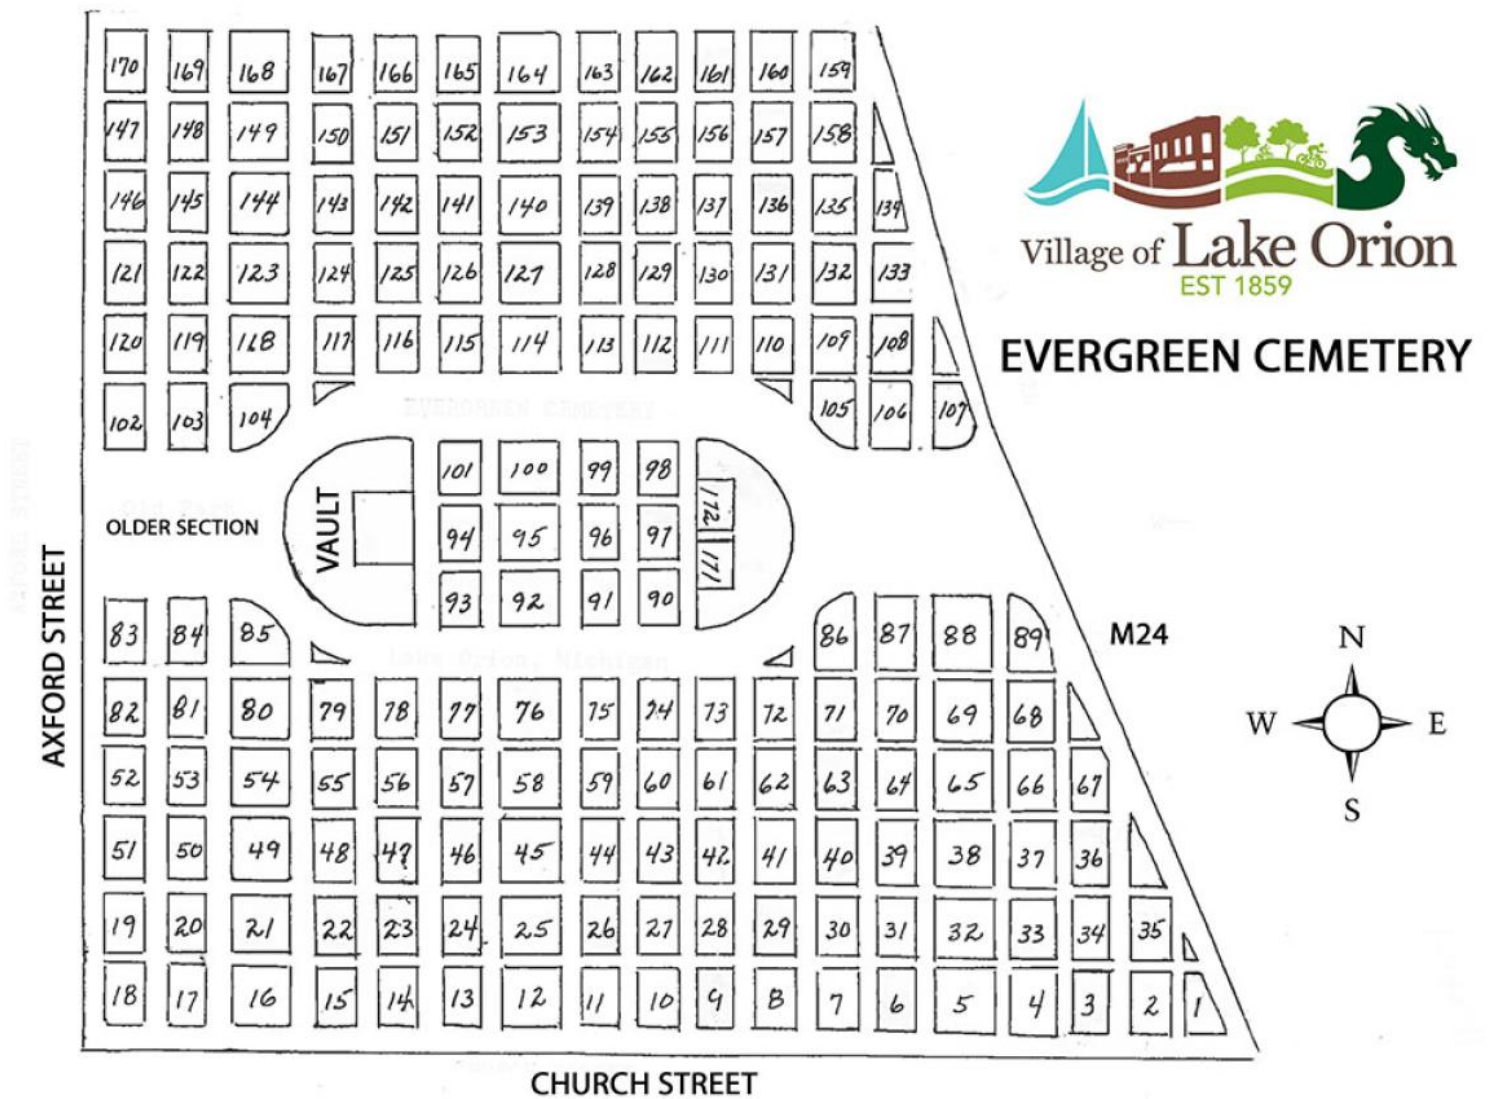 170 169 168 167 166 165 164 163 162 161 160 159
147 148 149 150 151 152 153 154 155 156 157 158
146 145 144 143 142 141 140 139 138 137 136 135 134
121 122 123 124 125 126 127 128 129 130 131 132 133
120 119 118 117 116 115 114 113 112 111 110 109 108
102 103 104 105 106 107
101 100 99 98
172
OLDER SECTION
VAULT
94 95 96 97
171
93 92 91 90
83 84 85 86 87 88 89
82 81 80 79 78 77 76 75 74 73 72 71 70 69 68
52 53 54 55 56 57 58 59 60 61 62 63 64 65 66 67
51 50 49 48 47 46 45 44 43 42 41 40 39 38 37 36
19 20 21 22 23 24 25 26 27 28 29 30 31 32 33 34 35
18 17 16 15 14 13 12 11 10 9 8 7 6 5 4 3 2 1
AXFORD STREET
CHURCH STREET
M24
Village of Lake Orion
EST 1859
EVERGREEN CEMETERY
N
W E
S
EVERGREEN CEMETERY
Lake Orion, Michigan